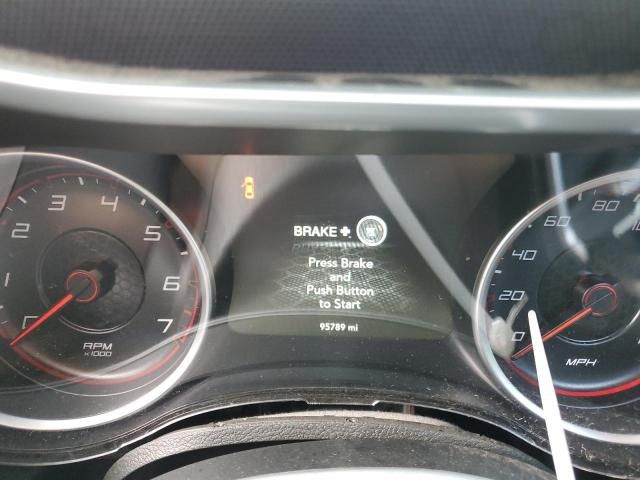 1 2 3 4 5 6 7
RPM
x1000
BRAKE +
Press Brake
and
Push Button
to Start
95789 mi
0 20 40 60 80
MPH